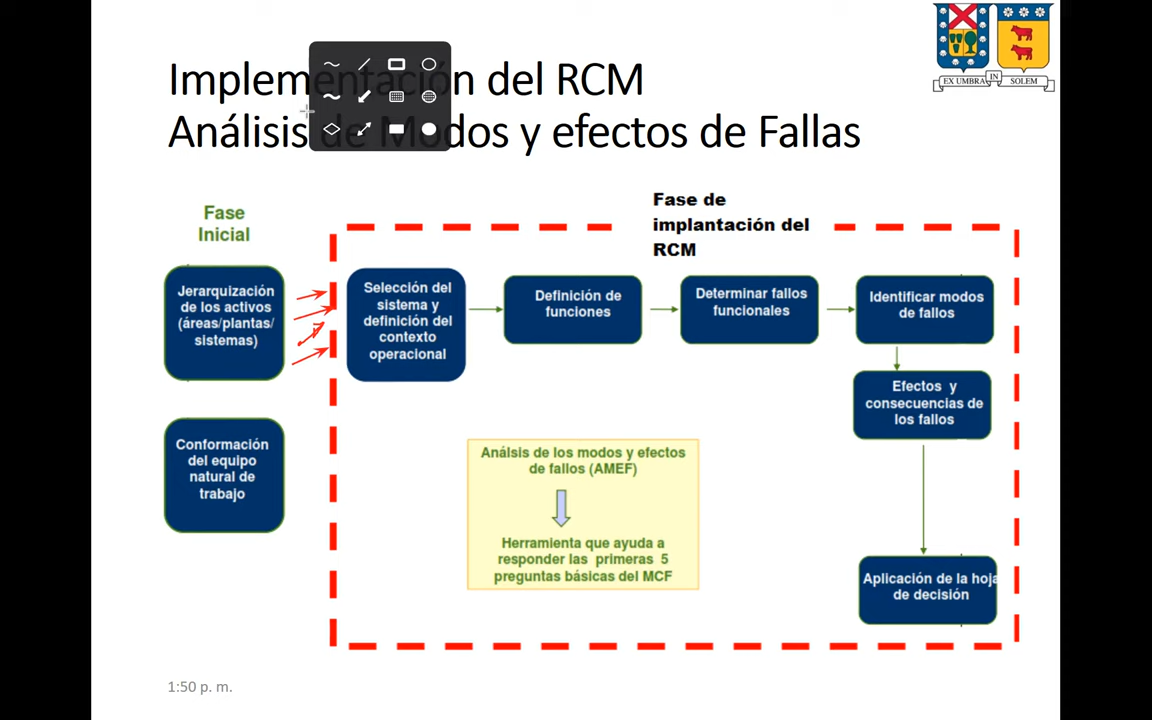 Implementación del RCM
Análisis de Modos y efectos de Fallas
EX UMBRA IN SOLEM
Fase
Inicial
Fase de
implantación del
RCM
Jerarquización
de los activos
(áreas/plantas/
sistemas)
Selección del
sistema y
definición del
contexto
operacional
Definición de
funciones
Determinar fallos
funcionales
Identificar modos
de fallos
Efectos y
consecuencias de
los fallos
Conformación
del equipo
natural de
trabajo
Análsis de los modos y efectos
de fallos (AMEF)
Herramienta que ayuda a
responder las primeras 5
preguntas básicas del MCF
Aplicación de la hoja
de decisión
1:50 p. m.